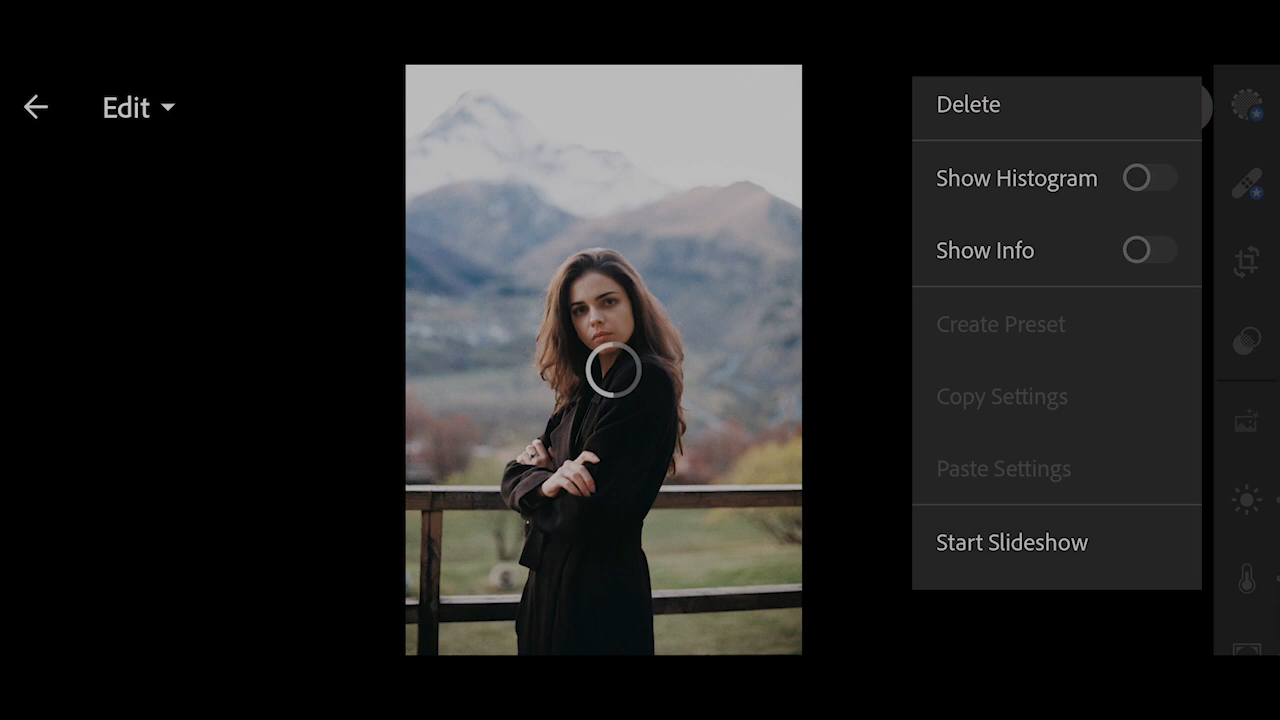 Edit
Delete
Show Histogram
Show Info
Create Preset
Copy Settings
Paste Settings
Start Slideshow